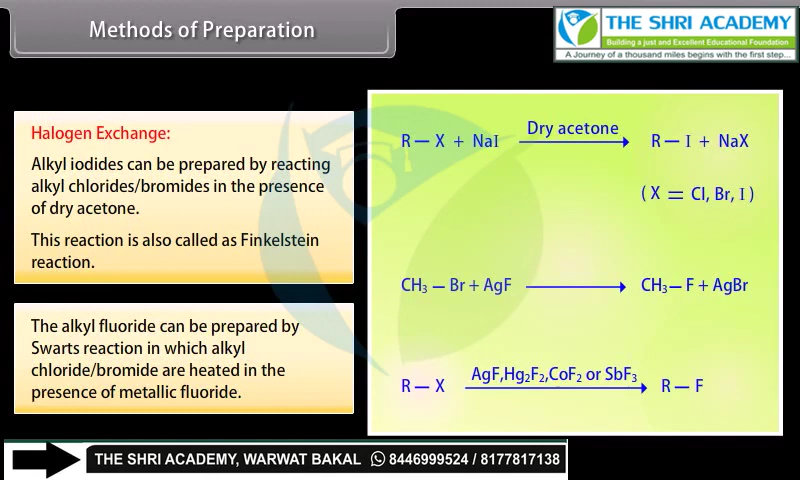 Methods of Preparation
THE SHRI ACADEMY
Building a just and Excellent Educational Foundation
A Journey of a thousand miles begins with the first step...
Halogen Exchange:
Alkyl iodides can be prepared by reacting
alkyl chlorides/bromides in the presence
of dry acetone.
This reaction is also called as Finkelstein
reaction.
The alkyl fluoride can be prepared by
Swarts reaction in which alkyl
chloride/bromide are heated in the
presence of metallic fluoride.
R — X + NaI Dry acetone → R — I + NaX
( X = Cl, Br, I )
CH₃ — Br + AgF → CH₃ — F + AgBr
R — X AgF,Hg₂F₂,CoF₂ or SbF₃ → R — F
THE SHRI ACADEMY, WARWAT BAKAL 8446999524 / 8177817138